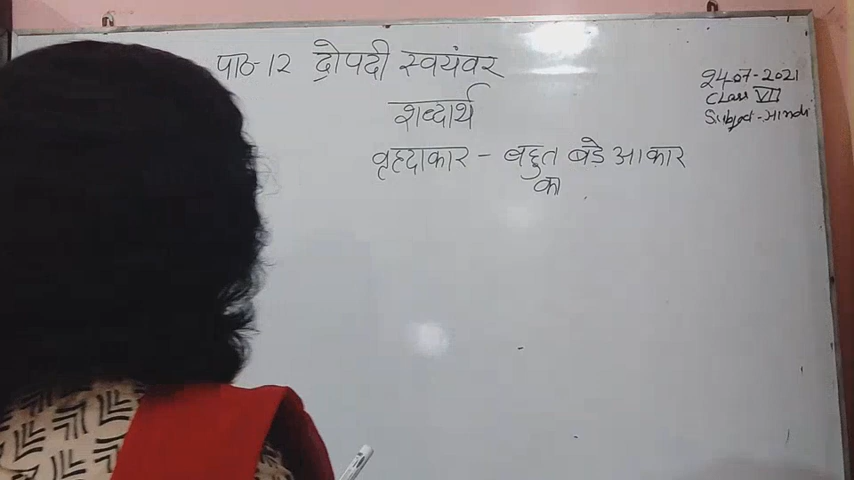 पाठ-12 द्रोपदी स्वयंवर
24-07-2021
Class VII
Subject-Hindi
शब्दार्थ
वृहदाकार - बहुत बड़े आकार
का